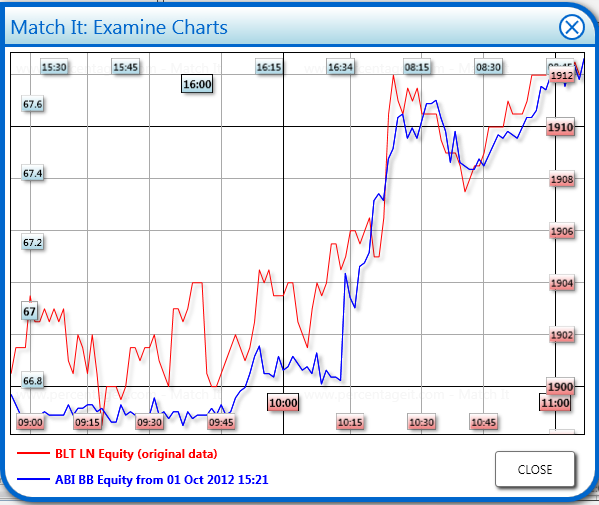 Match It: Examine Charts
15:30 15:45 16:00 16:15 16:34 08:15 08:30
67.6
67.4
67.2
67
66.8
1912
1910
1908
1906
1904
1902
1900
09:00 09:15 09:30 09:45 10:00 10:15 10:30 10:45 11:00
BLT LN Equity (original data)
ABI BB Equity from 01 Oct 2012 15:21
CLOSE